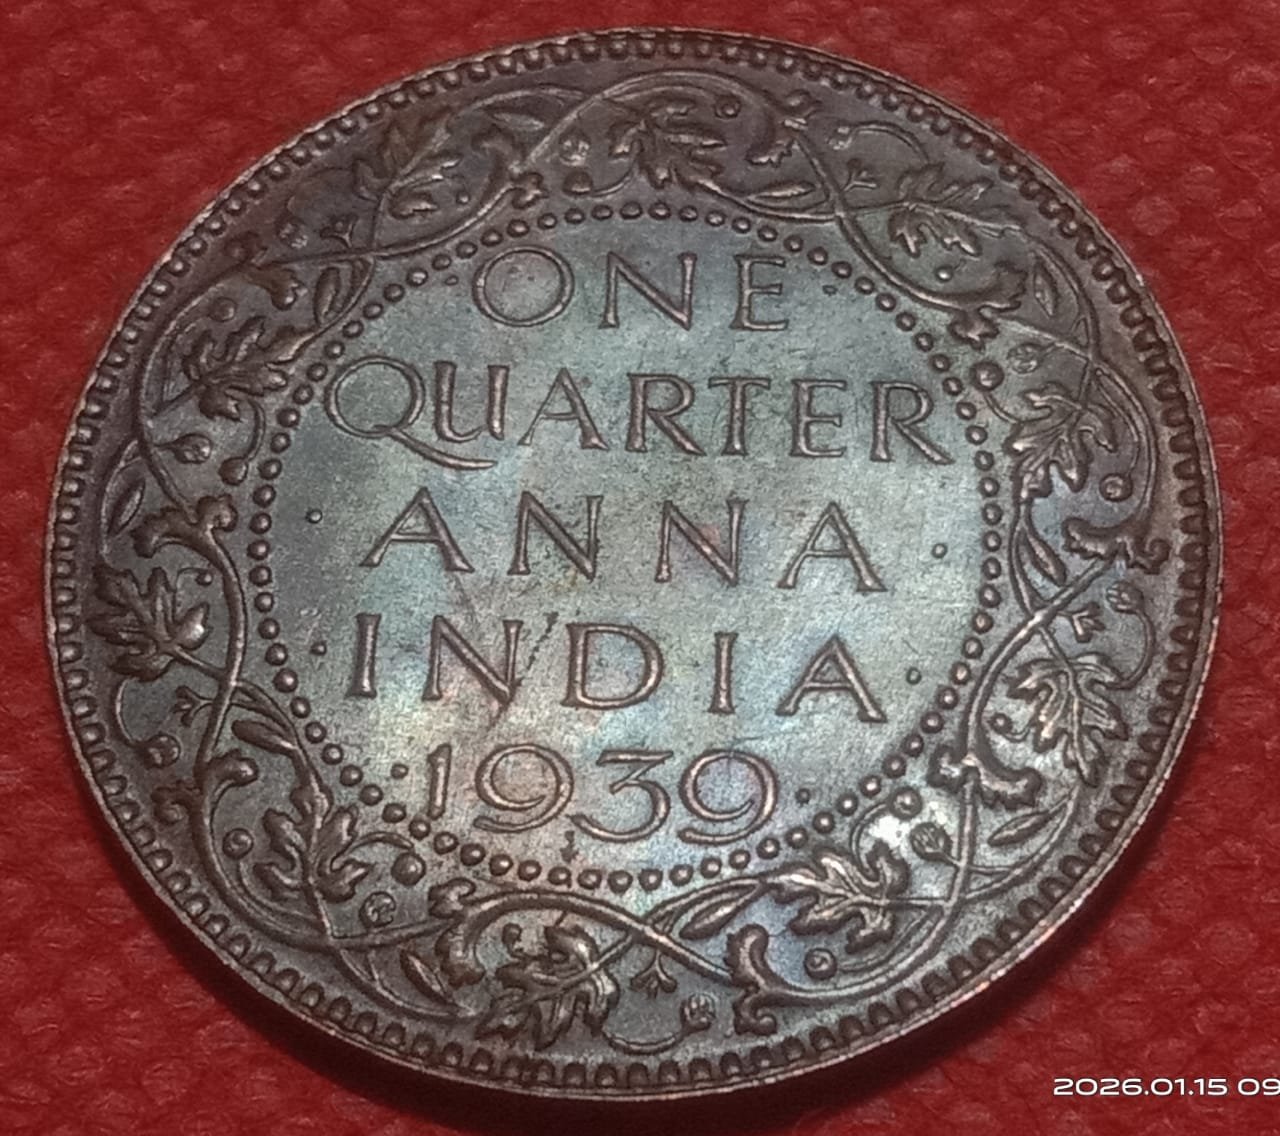 ONE
QUARTER
· ANNA ·
· INDIA ·
· 1939 ·
2026.01.15 09